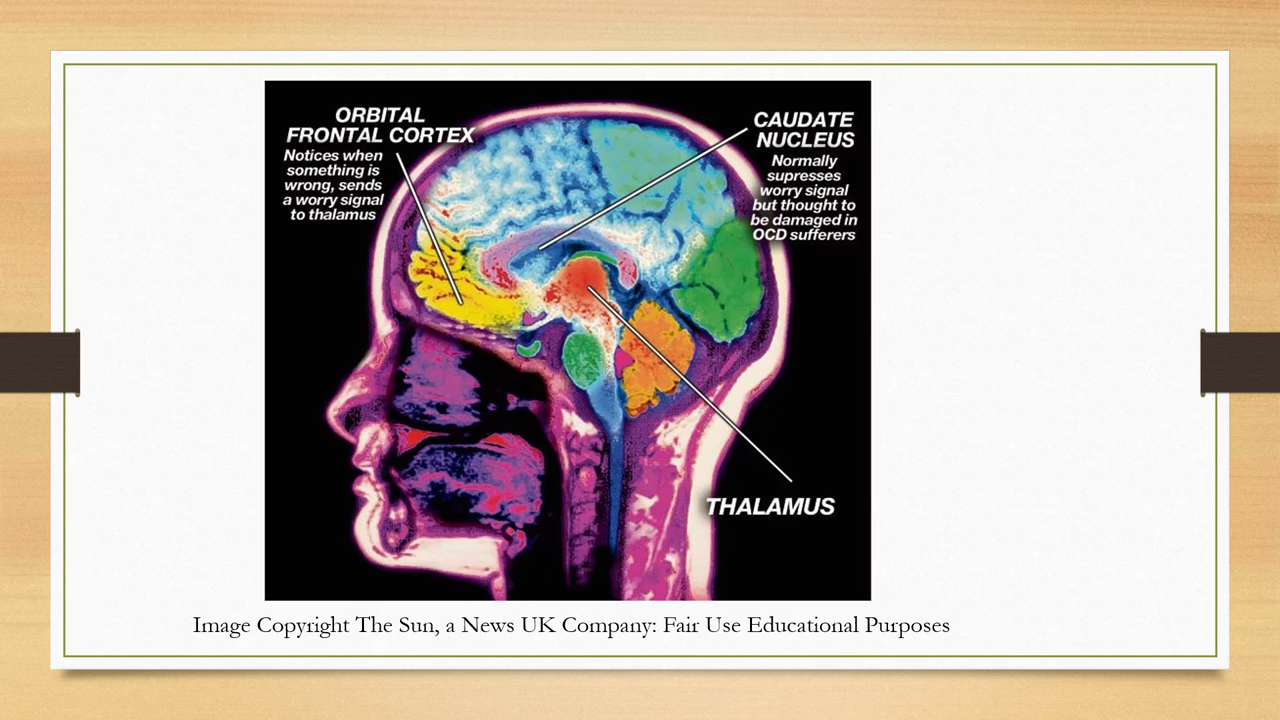 ORBITAL
FRONTAL CORTEX
Notices when
something is
wrong, sends
a worry signal
to thalamus
CAUDATE
NUCLEUS
Normally
supresses
worry signal
but thought to
be damaged in
OCD sufferers
THALAMUS
Image Copyright The Sun, a News UK Company: Fair Use Educational Purposes